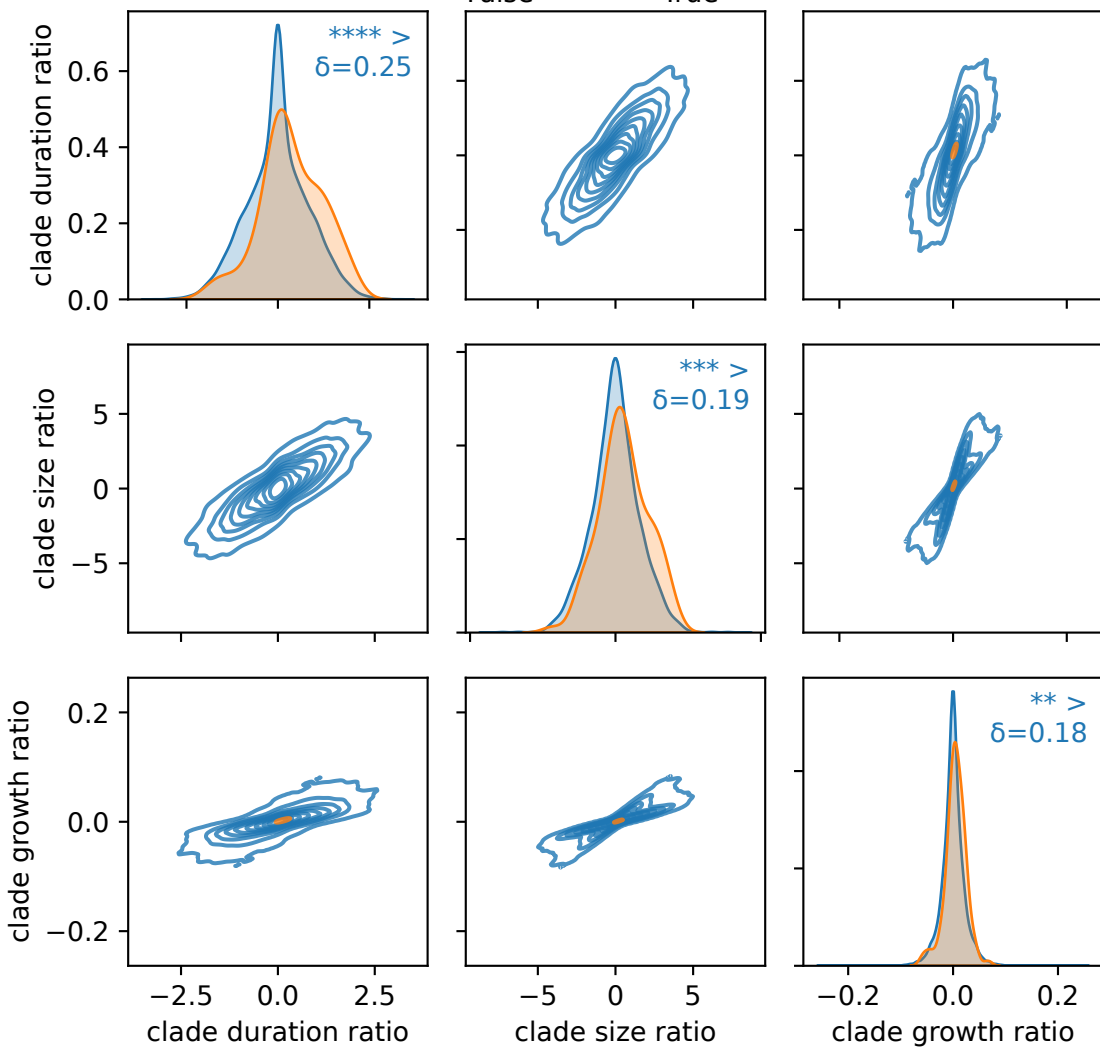 clade duration ratio
0.6
0.4
0.2
0.0
**** >
δ=0.25
clade size ratio
5
0
−5
*** >
δ=0.19
clade growth ratio
0.2
0.0
−0.2
** >
δ=0.18
−2.5 0.0 2.5
clade duration ratio
−5 0 5
clade size ratio
−0.2 0.0 0.2
clade growth ratio